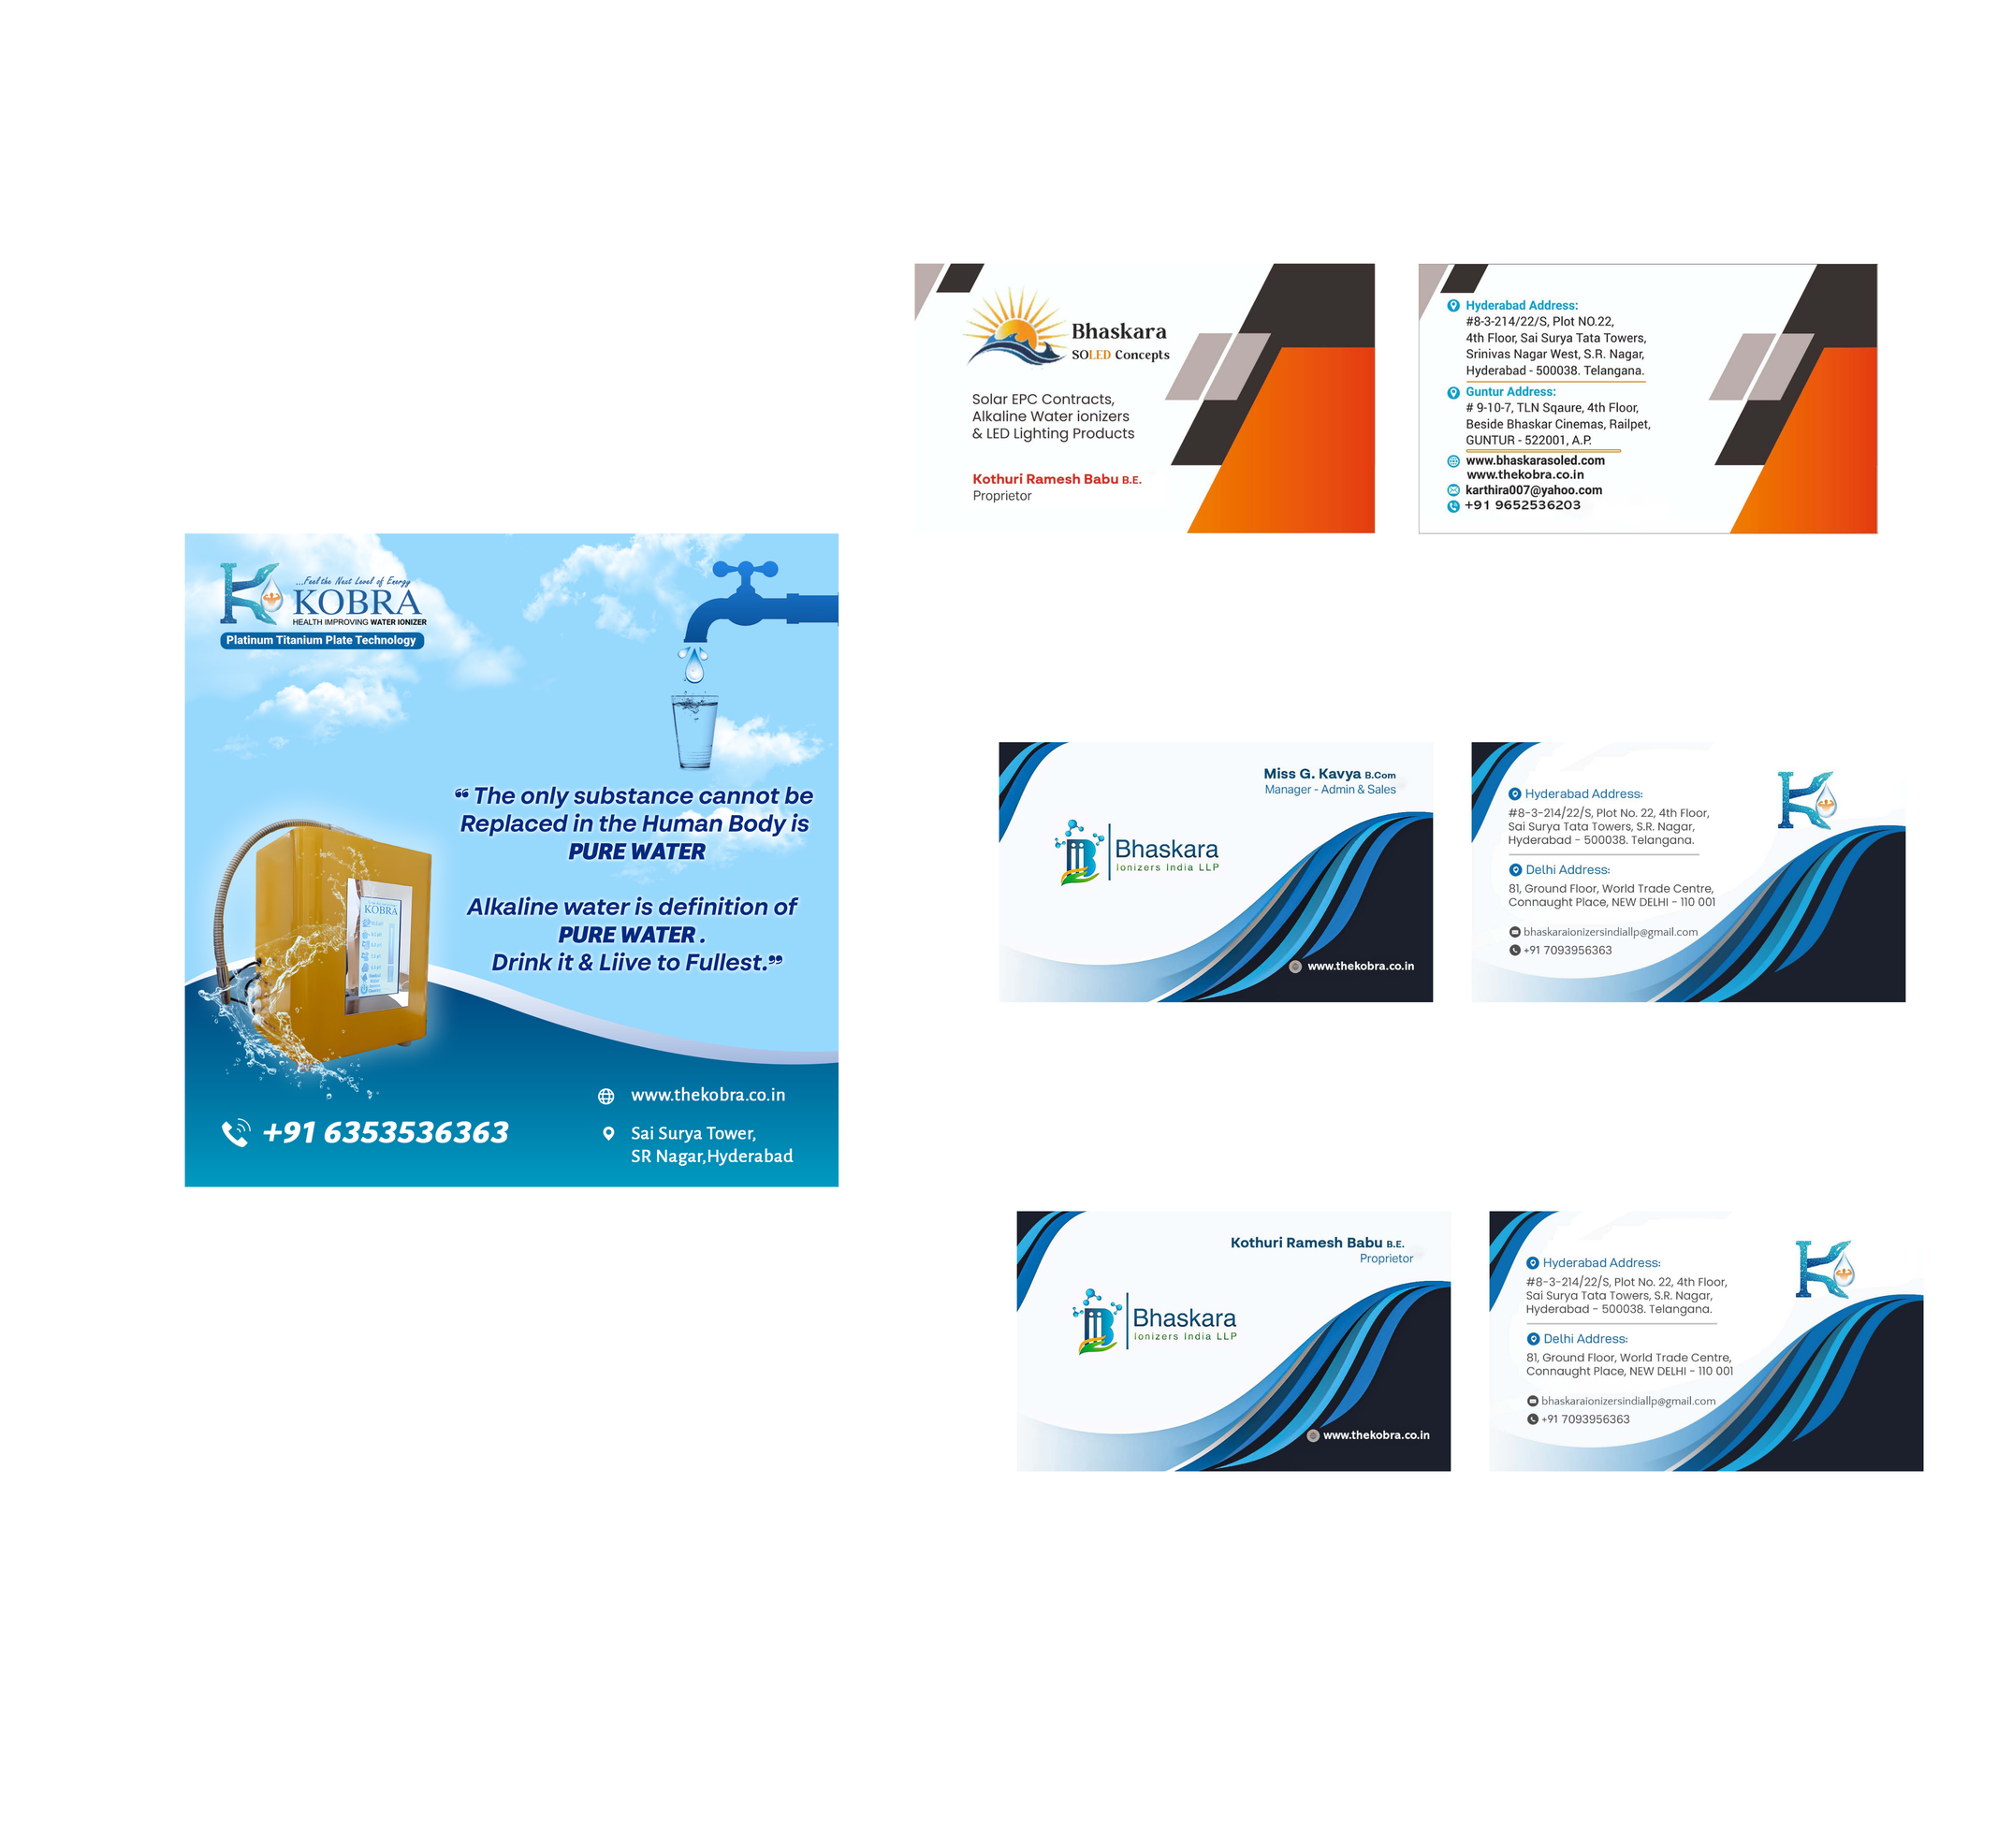 ...Feel the Next Level of Energy
KOBRA
HEALTH IMPROVING WATER IONIZER
Platinum Titanium Plate Technology
“ The only substance cannot be
Replaced in the Human Body is
PURE WATER
Alkaline water is definition of
PURE WATER .
Drink it & Liive to Fullest.”
KOBRA
+91 6353536363
www.thekobra.co.in
Sai Surya Tower,
SR Nagar,Hyderabad
Bhaskara
SOLED Concepts
Solar EPC Contracts,
Alkaline Water ionizers
& LED Lighting Products
Kothuri Ramesh Babu B.E.
Proprietor
Hyderabad Address:
#8-3-214/22/S, Plot NO.22,
4th Floor, Sai Surya Tata Towers,
Srinivas Nagar West, S.R. Nagar,
Hyderabad - 500038. Telangana.
Guntur Address:
# 9-10-7, TLN Sqaure, 4th Floor,
Beside Bhaskar Cinemas, Railpet,
GUNTUR - 522001, A.P.
www.bhaskarasoled.com
www.thekobra.co.in
karthira007@yahoo.com
+91 9652536203
Miss G. Kavya B.Com
Manager - Admin & Sales
Bhaskara
Ionizers India LLP
www.thekobra.co.in
Hyderabad Address:
#8-3-214/22/S, Plot No. 22, 4th Floor,
Sai Surya Tata Towers, S.R. Nagar,
Hyderabad - 500038. Telangana.
Delhi Address:
81, Ground Floor, World Trade Centre,
Connaught Place, NEW DELHI - 110 001
bhaskaraionizersindiallp@gmail.com
+91 7093956363
Kothuri Ramesh Babu B.E.
Proprietor
Bhaskara
Ionizers India LLP
www.thekobra.co.in
Hyderabad Address:
#8-3-214/22/S, Plot No. 22, 4th Floor,
Sai Surya Tata Towers, S.R. Nagar,
Hyderabad - 500038. Telangana.
Delhi Address:
81, Ground Floor, World Trade Centre,
Connaught Place, NEW DELHI - 110 001
bhaskaraionizersindiallp@gmail.com
+91 7093956363